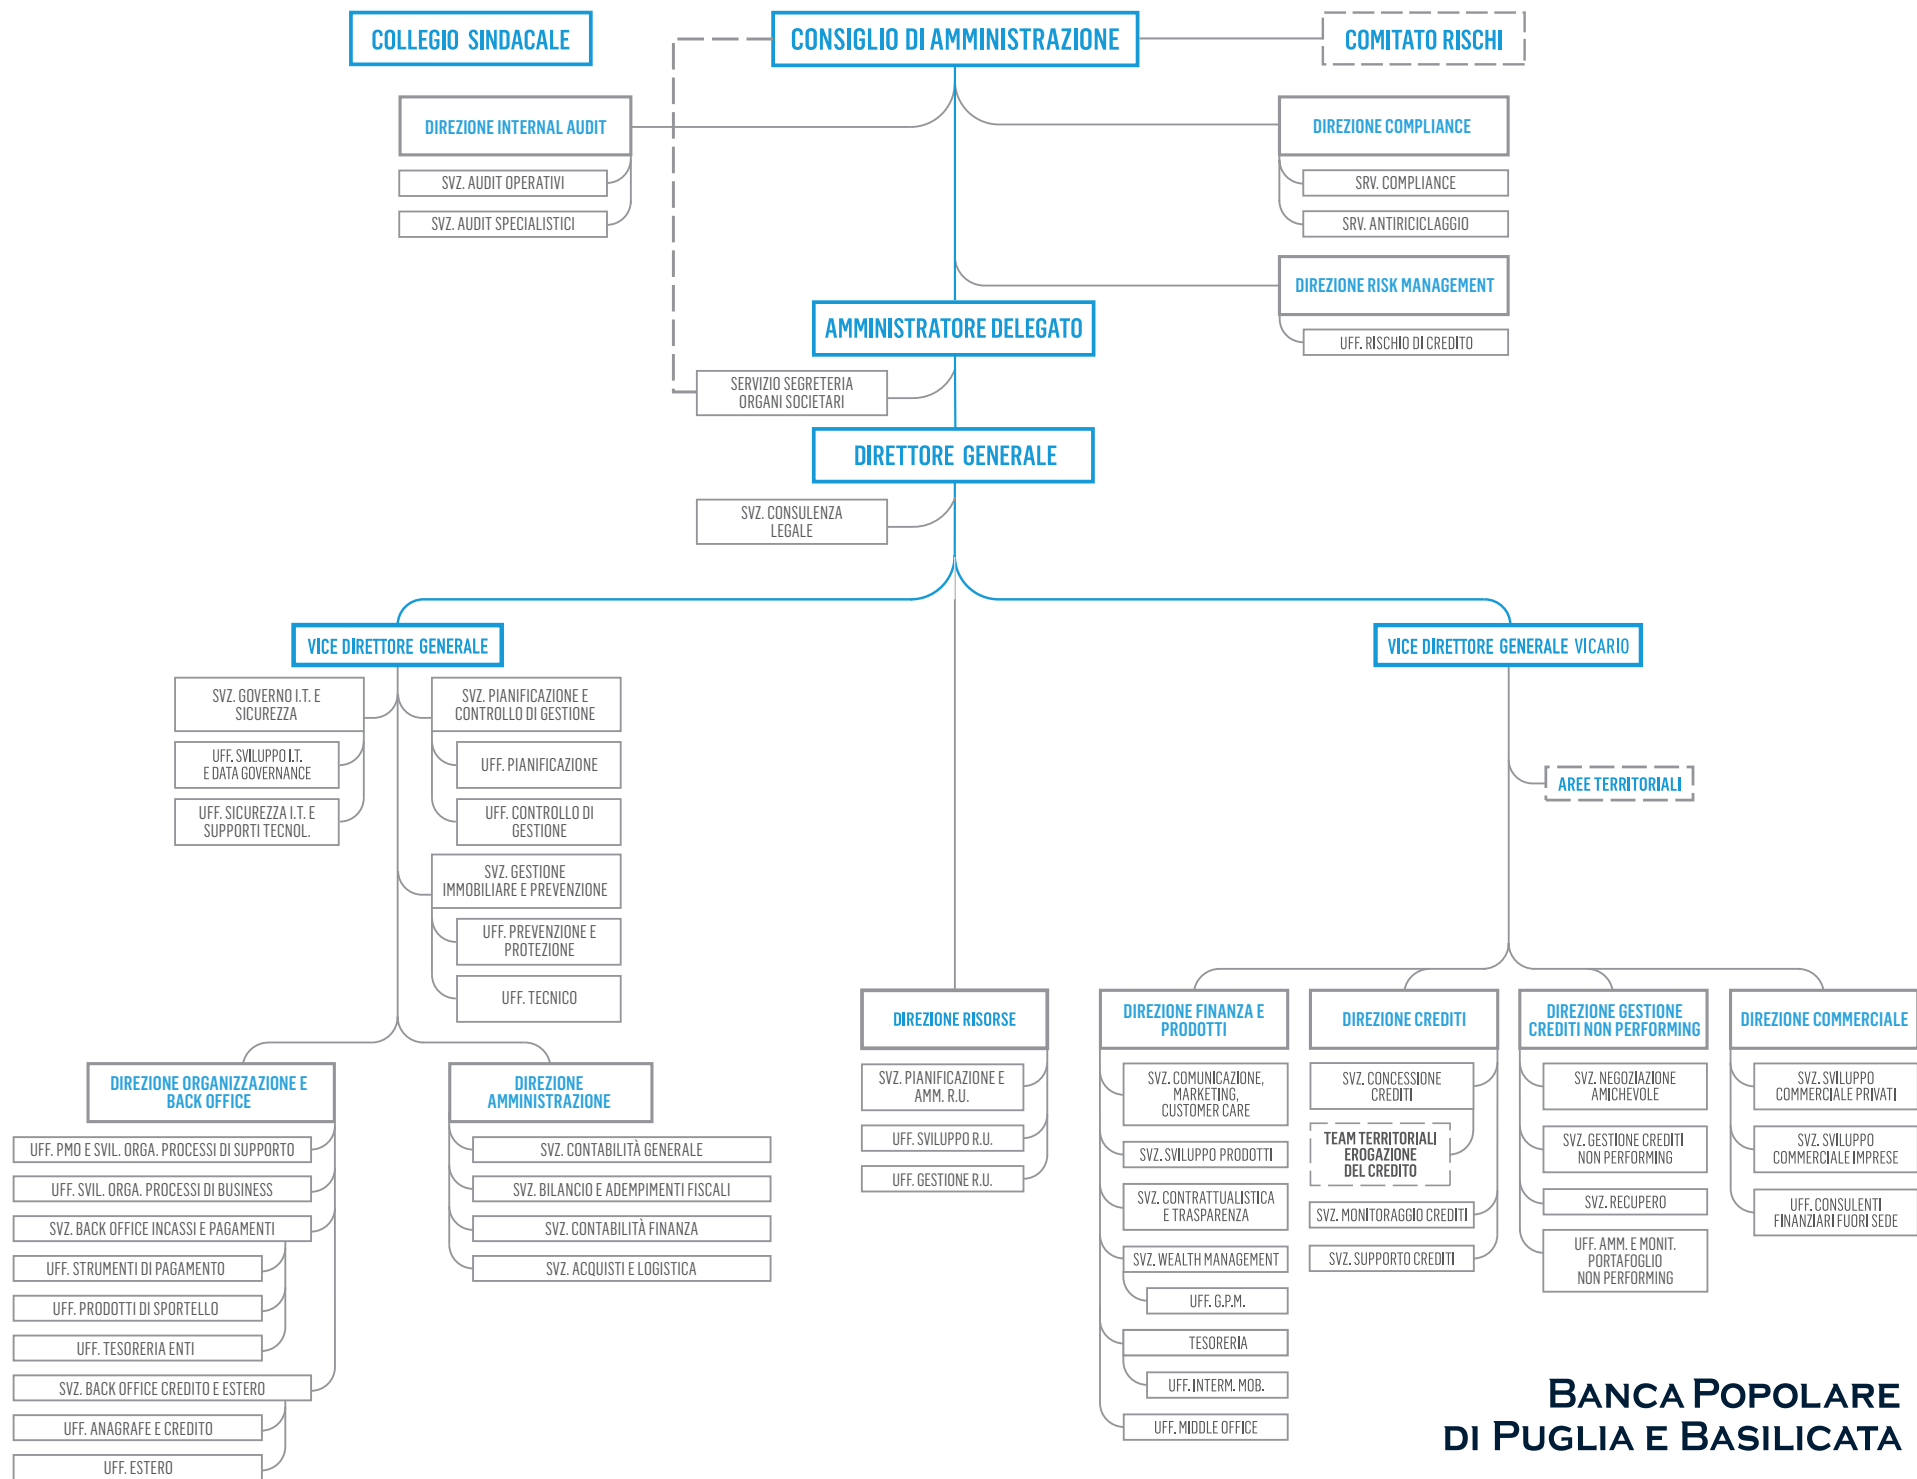 COLLEGIO SINDACALE
CONSIGLIO DI AMMINISTRAZIONE
COMITATO RISCHI
DIREZIONE INTERNAL AUDIT
SVZ. AUDIT OPERATIVI
SVZ. AUDIT SPECIALISTICI
DIREZIONE COMPLIANCE
SRV. COMPLIANCE
SRV. ANTIRICICLAGGIO
DIREZIONE RISK MANAGEMENT
UFF. RISCHIO DI CREDITO
AMMINISTRATORE DELEGATO
SERVIZIO SEGRETERIA
ORGANI SOCIETARI
DIRETTORE GENERALE
SVZ. CONSULENZA
LEGALE
VICE DIRETTORE GENERALE
SVZ. GOVERNO I.T. E
SICUREZZA
UFF. SVILUPPO I.T.
E DATA GOVERNANCE
UFF. SICUREZZA I.T. E
SUPPORTI TECNOL.
SVZ. PIANIFICAZIONE E
CONTROLLO DI GESTIONE
UFF. PIANIFICAZIONE
UFF. CONTROLLO DI
GESTIONE
SVZ. GESTIONE
IMMOBILIARE E PREVENZIONE
UFF. PREVENZIONE E
PROTEZIONE
UFF. TECNICO
VICE DIRETTORE GENERALE VICARIO
AREE TERRITORIALI
DIREZIONE ORGANIZZAZIONE E
BACK OFFICE
UFF. PMO E SVIL. ORGA. PROCESSI DI SUPPORTO
UFF. SVIL. ORGA. PROCESSI DI BUSINESS
SVZ. BACK OFFICE INCASSI E PAGAMENTI
UFF. STRUMENTI DI PAGAMENTO
UFF. PRODOTTI DI SPORTELLO
UFF. TESORERIA ENTI
SVZ. BACK OFFICE CREDITO E ESTERO
UFF. ANAGRAFE E CREDITO
UFF. ESTERO
DIREZIONE
AMMINISTRAZIONE
SVZ. CONTABILITÀ GENERALE
SVZ. BILANCIO E ADEMPIMENTI FISCALI
SVZ. CONTABILITÀ FINANZA
SVZ. ACQUISTI E LOGISTICA
DIREZIONE RISORSE
SVZ. PIANIFICAZIONE E
AMM. R.U.
UFF. SVILUPPO R.U.
UFF. GESTIONE R.U.
DIREZIONE FINANZA E
PRODOTTI
SVZ. COMUNICAZIONE,
MARKETING,
CUSTOMER CARE
SVZ. SVILUPPO PRODOTTI
SVZ. CONTRATTUALISTICA
E TRASPARENZA
SVZ. WEALTH MANAGEMENT
UFF. G.P.M.
TESORERIA
UFF. INTERM. MOB.
UFF. MIDDLE OFFICE
DIREZIONE CREDITI
SVZ. CONCESSIONE
CREDITI
TEAM TERRITORIALI
EROGAZIONE
DEL CREDITO
SVZ. MONITORAGGIO CREDITI
SVZ. SUPPORTO CREDITI
DIREZIONE GESTIONE
CREDITI NON PERFORMING
SVZ. NEGOZIAZIONE
AMICHEVOLE
SVZ. GESTIONE CREDITI
NON PERFORMING
SVZ. RECUPERO
UFF. AMM. E MONIT.
PORTAFOGLIO
NON PERFORMING
DIREZIONE COMMERCIALE
SVZ. SVILUPPO
COMMERCIALE PRIVATI
SVZ. SVILUPPO
COMMERCIALE IMPRESE
UFF. CONSULENTI
FINANZIARI FUORI SEDE
BANCA POPOLARE
DI PUGLIA E BASILICATA